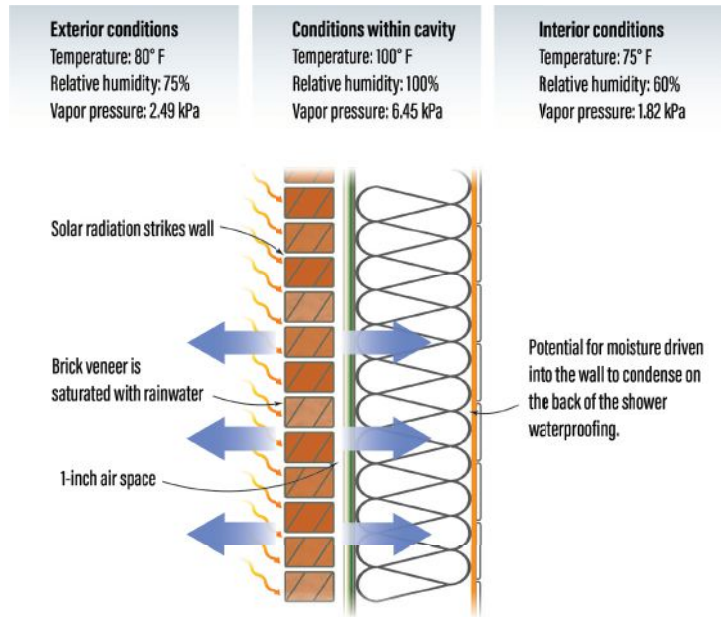 Exterior conditions
Temperature: 80° F
Relative humidity: 75%
Vapor pressure: 2.49 kPa
Conditions within cavity
Temperature: 100° F
Relative humidity: 100%
Vapor pressure: 6.45 kPa
Interior conditions
Temperature: 75° F
Relative humidity: 60%
Vapor pressure: 1.82 kPa
Solar radiation strikes wall
Brick veneer is
saturated with rainwater
1-inch air space
Potential for moisture driven
into the wall to condense on
the back of the shower
waterproofing.